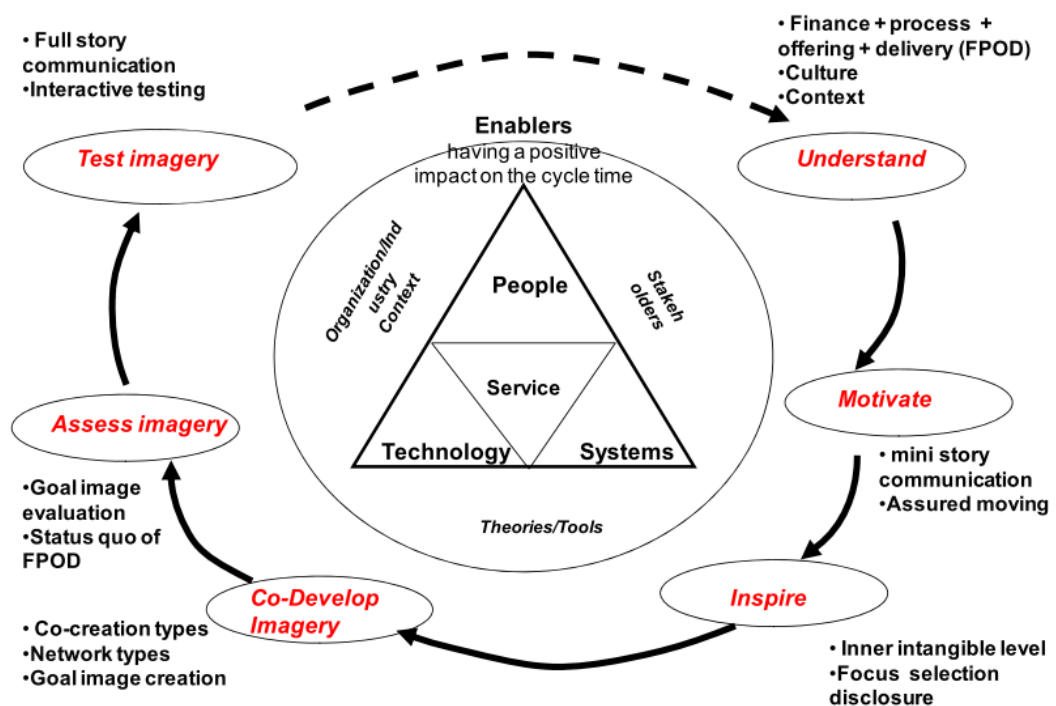 • Full story
communication
•Interactive testing
• Finance + process +
offering + delivery (FPOD)
•Culture
•Context
Enablers
having a positive
impact on the cycle time
Test imagery
Understand
Organization/Ind
ustry
Context
People
Stakeh
olders
Service
Technology
Systems
Theories/Tools
Assess imagery
Motivate
•Goal image
evaluation
•Status quo of
FPOD
• mini story
communication
•Assured moving
Co-Develop
Imagery
Inspire
• Co-creation types
•Network types
•Goal image creation
• Inner intangible level
•Focus selection
disclosure